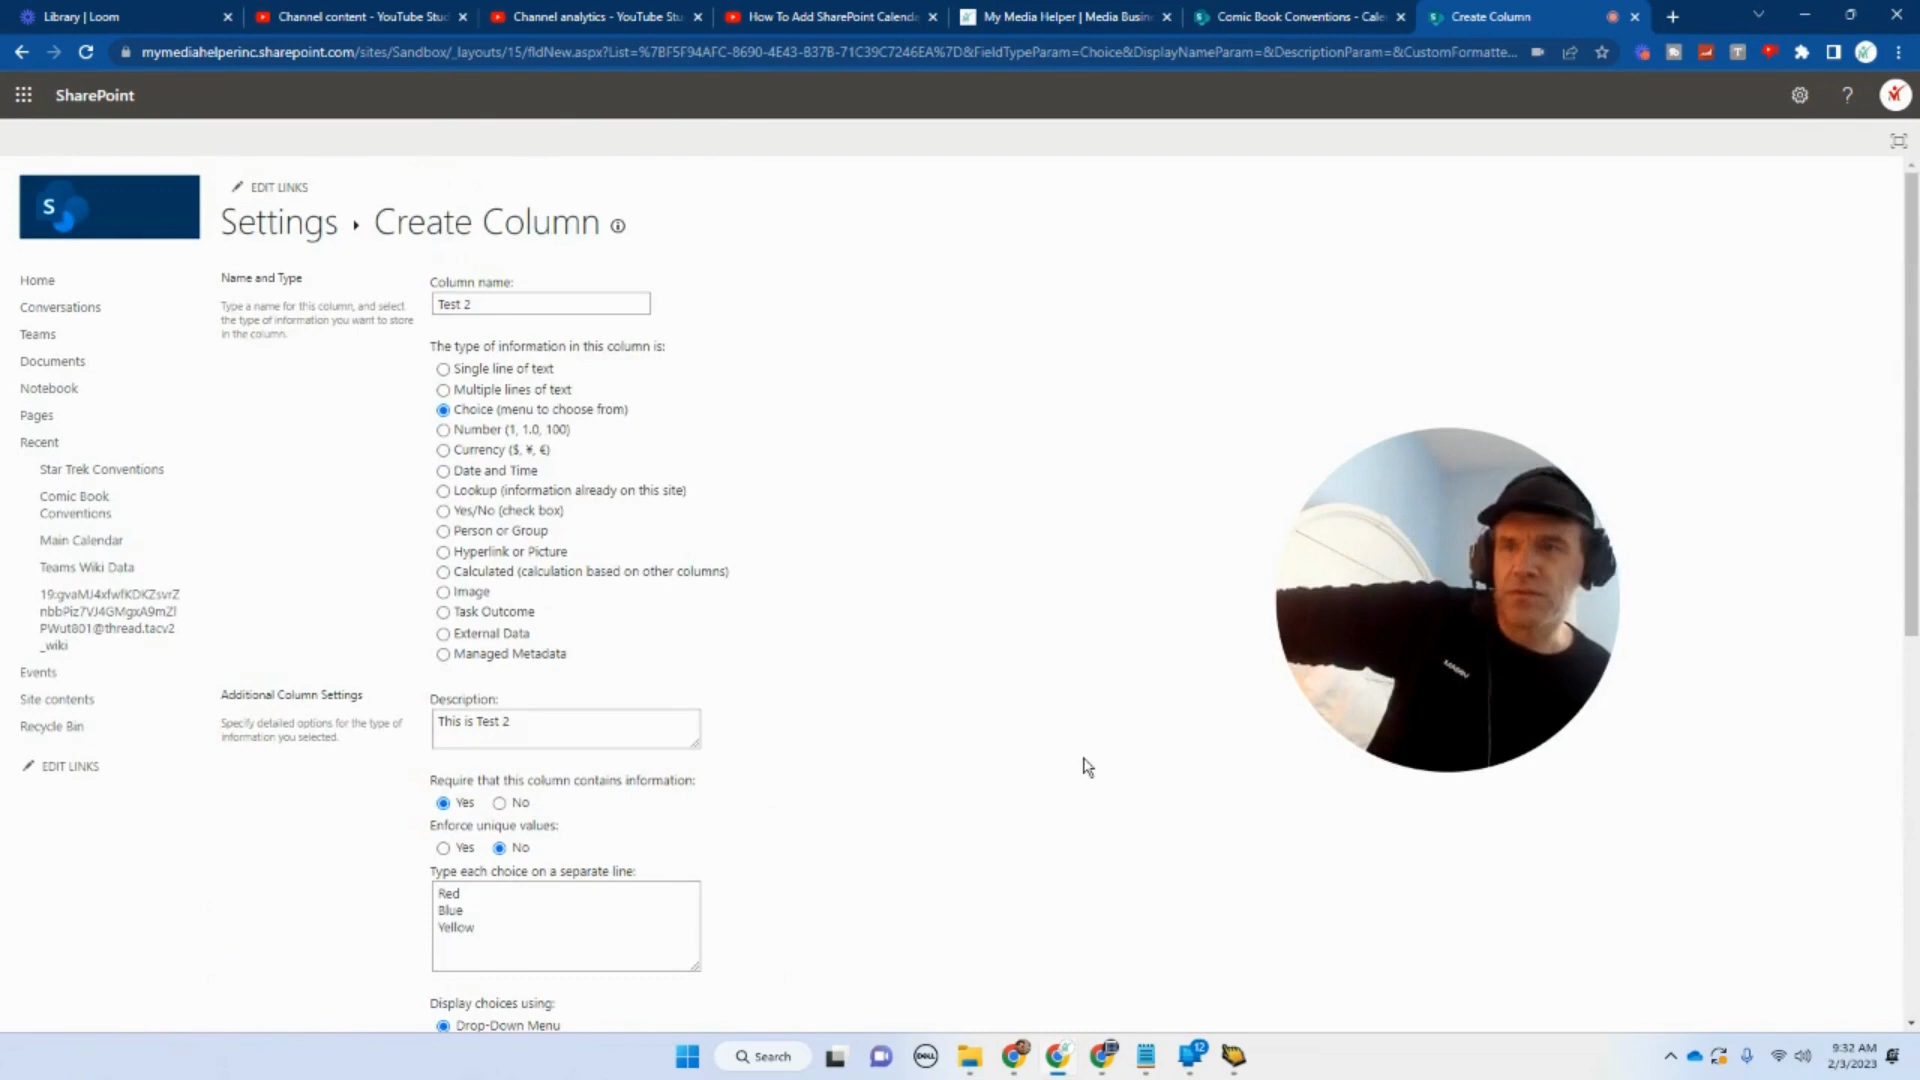 Library | Loom
Channel content - YouTube Stud
Channel analytics - YouTube Stu
How To Add SharePoint Calenda
My Media Helper | Media Busin
Comic Book Conventions - Cale
Create Column
mymediahelperinc.sharepoint.com/sites/Sandbox/_layouts/15/fldNew.aspx?List=%7BF5F94AFC-8690-4E43-B37B-71C39C7246EA%7D&FieldTypeParam=Choice&DisplayNameParam=&DescriptionParam=&CustomFormatte...
SharePoint
EDIT LINKS
Settings ▸ Create Column
Name and Type
Type a name for this column, and select
the type of information you want to store
in the column.
Column name:
Test 2
The type of information in this column is:
Single line of text
Multiple lines of text
Choice (menu to choose from)
Number (1, 1.0, 100)
Currency ($, ¥, €)
Date and Time
Lookup (information already on this site)
Yes/No (check box)
Person or Group
Hyperlink or Picture
Calculated (calculation based on other columns)
Image
Task Outcome
External Data
Managed Metadata
Home
Conversations
Teams
Documents
Notebook
Pages
Recent
Star Trek Conventions
Comic Book
Conventions
Main Calendar
Teams Wiki Data
19:gvaMJ4xfwfKDKZsvrZ
nbbPiz7VJ4GMgxA9mZl
PWut801@thread.tacv2
_wiki
Events
Site contents
Recycle Bin
EDIT LINKS
Additional Column Settings
Specify detailed options for the type of
information you selected.
Description:
This is Test 2
Require that this column contains information:
Yes No
Enforce unique values:
Yes No
Type each choice on a separate line:
Red
Blue
Yellow
Display choices using:
Drop-Down Menu
Search
DELL
12
9:32 AM
2/3/2023